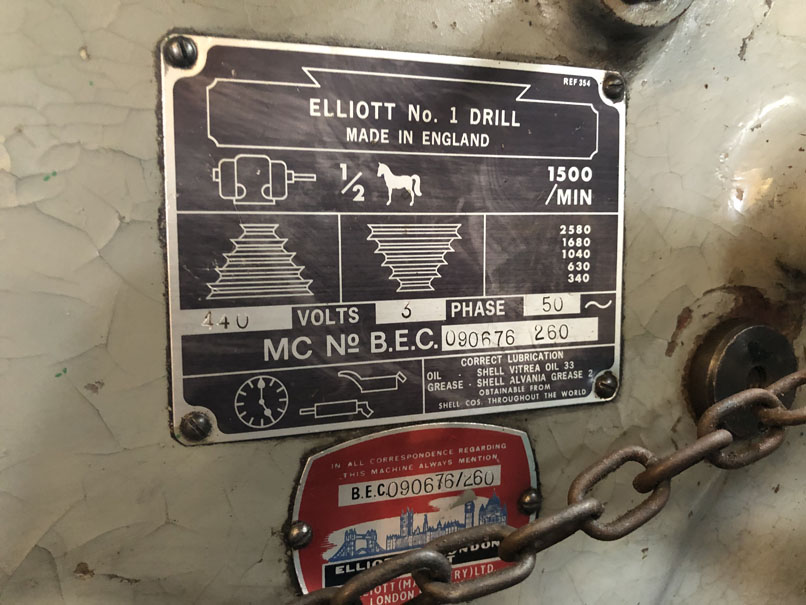 REF 354
ELLIOTT No. 1 DRILL
MADE IN ENGLAND
1/2
1500
/MIN
2580
1680
1040
630
340
440 VOLTS 3 PHASE 50 ~
MC Nº B.E.C. 090676 260
CORRECT LUBRICATION
OIL - SHELL VITREA OIL 33
GREASE - SHELL ALVANIA GREASE 2
OBTAINABLE FROM
SHELL COS. THROUGHOUT THE WORLD
IN ALL CORRESPONDENCE REGARDING
THIS MACHINE ALWAYS MENTION
B.E.C. 090676/260
LONDON
LTD.
LONDON